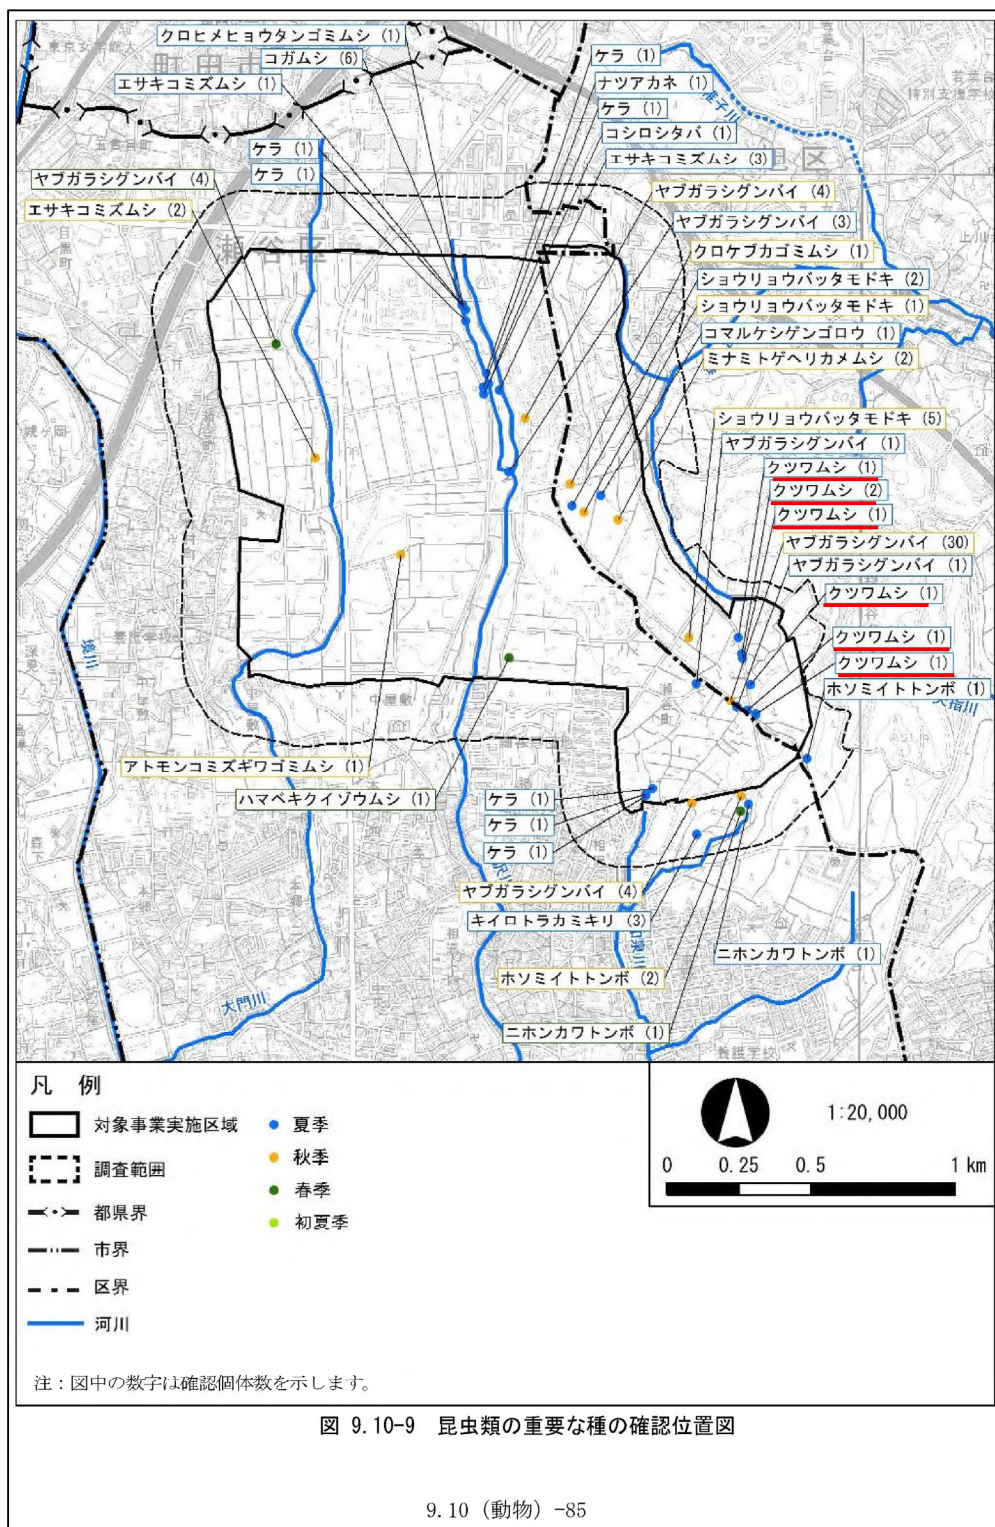 クロヒメヒョウタンゴミムシ (1)
コガムシ (6)
エサキコミズムシ (1)
ケラ (1)
ケラ (1)
ヤブガラシグンバイ (4)
エサキコミズムシ (2)
ケラ (1)
ナツアカネ (1)
ケラ (1)
コシロシタバ (1)
エサキコミズムシ (3)
ヤブガラシグンバイ (4)
ヤブガラシグンバイ (3)
クロケブカゴミムシ (1)
ショウリョウバッタモドキ (2)
ショウリョウバッタモドキ (1)
コマルケシゲンゴロウ (1)
ミナミトゲヘリカメムシ (2)
ショウリョウバッタモドキ (5)
ヤブガラシグンバイ (1)
クツワムシ (1)
クツワムシ (2)
クツワムシ (1)
ヤブガラシグンバイ (30)
ヤブガラシグンバイ (1)
クツワムシ (1)
クツワムシ (1)
クツワムシ (1)
ホソミイトトンボ (1)
アトモンコミズギワゴミムシ (1)
ハマベキクイゾウムシ (1)
ケラ (1)
ケラ (1)
ケラ (1)
ヤブガラシグンバイ (4)
キイロトラカミキリ (3)
ニホンカワトンボ (1)
ホソミイトトンボ (2)
ニホンカワトンボ (1)
町田市
瀬谷区
旭区
境川
大門川
中屋敷
養護学校
凡 例
対象事業実施区域
調査範囲
都県界
市界
区界
河川
夏季
秋季
春季
初夏季
1:20,000
0 0.25 0.5 1 km
注：図中の数字は確認個体数を示します。
図 9.10-9 昆虫類の重要な種の確認位置図
9.10（動物）-85